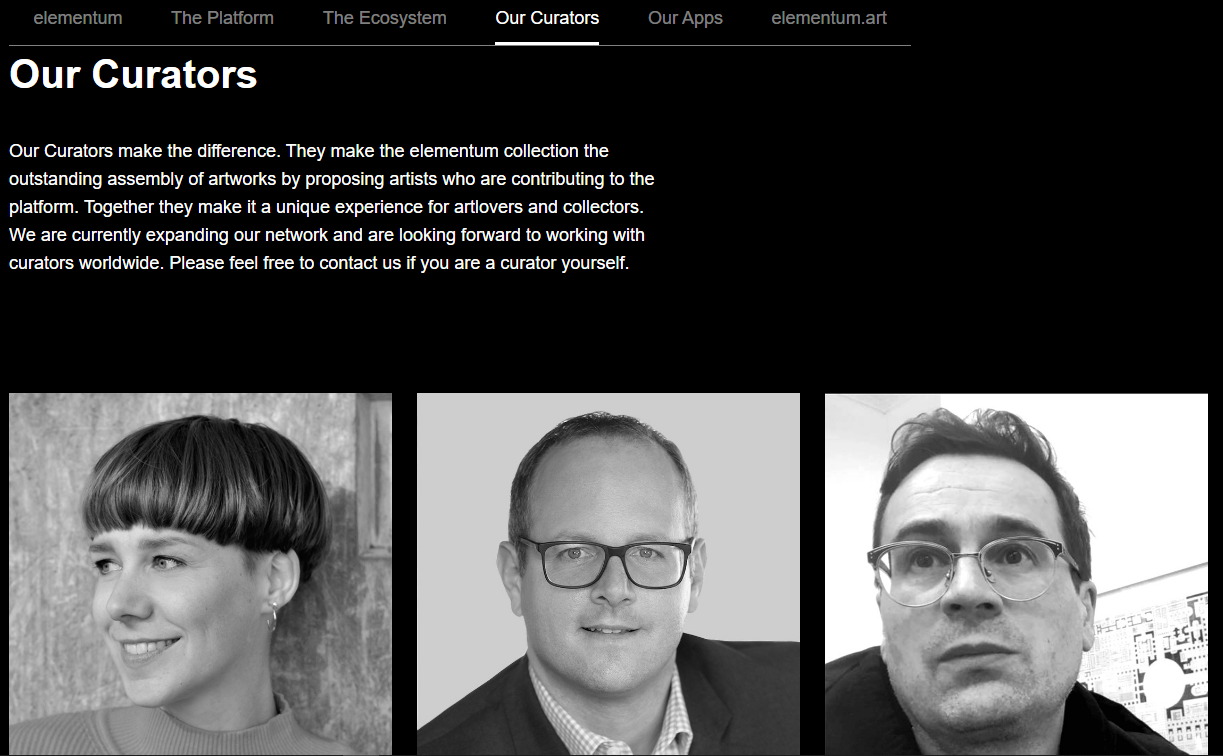 elementum The Platform The Ecosystem Our Curators Our Apps elementum.art
Our Curators
Our Curators make the difference. They make the elementum collection the
outstanding assembly of artworks by proposing artists who are contributing to the
platform. Together they make it a unique experience for artlovers and collectors.
We are currently expanding our network and are looking forward to working with
curators worldwide. Please feel free to contact us if you are a curator yourself.